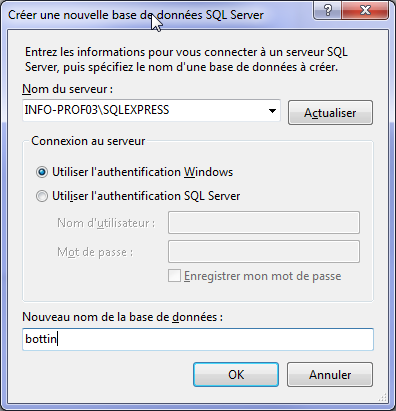 Créer une nouvelle base de données SQL Server
Entrez les informations pour vous connecter à un serveur SQL
Server, puis spécifiez le nom d'une base de données à créer.
Nom du serveur :
INFO-PROF03\SQLEXPRESS
Actualiser
Connexion au serveur
Utiliser l'authentification Windows
Utiliser l'authentification SQL Server
Nom d'utilisateur :
Mot de passe :
Enregistrer mon mot de passe
Nouveau nom de la base de données :
bottin
OK
Annuler